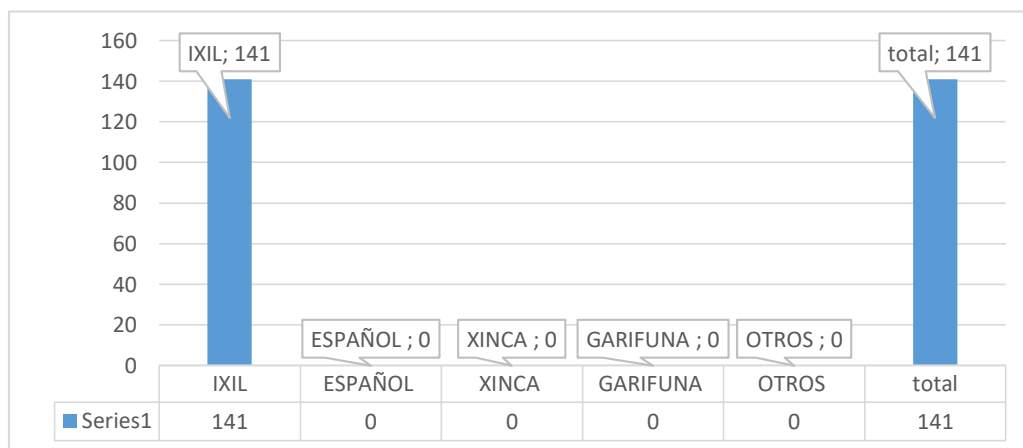 160
IXIL; 141
total; 141
140
120
100
80
60
40
20
ESPAÑOL ; 0
XINCA ; 0
GARIFUNA ; 0
OTROS ; 0
0
IXIL ESPAÑOL XINCA GARIFUNA OTROS total
Series1 141 0 0 0 0 141